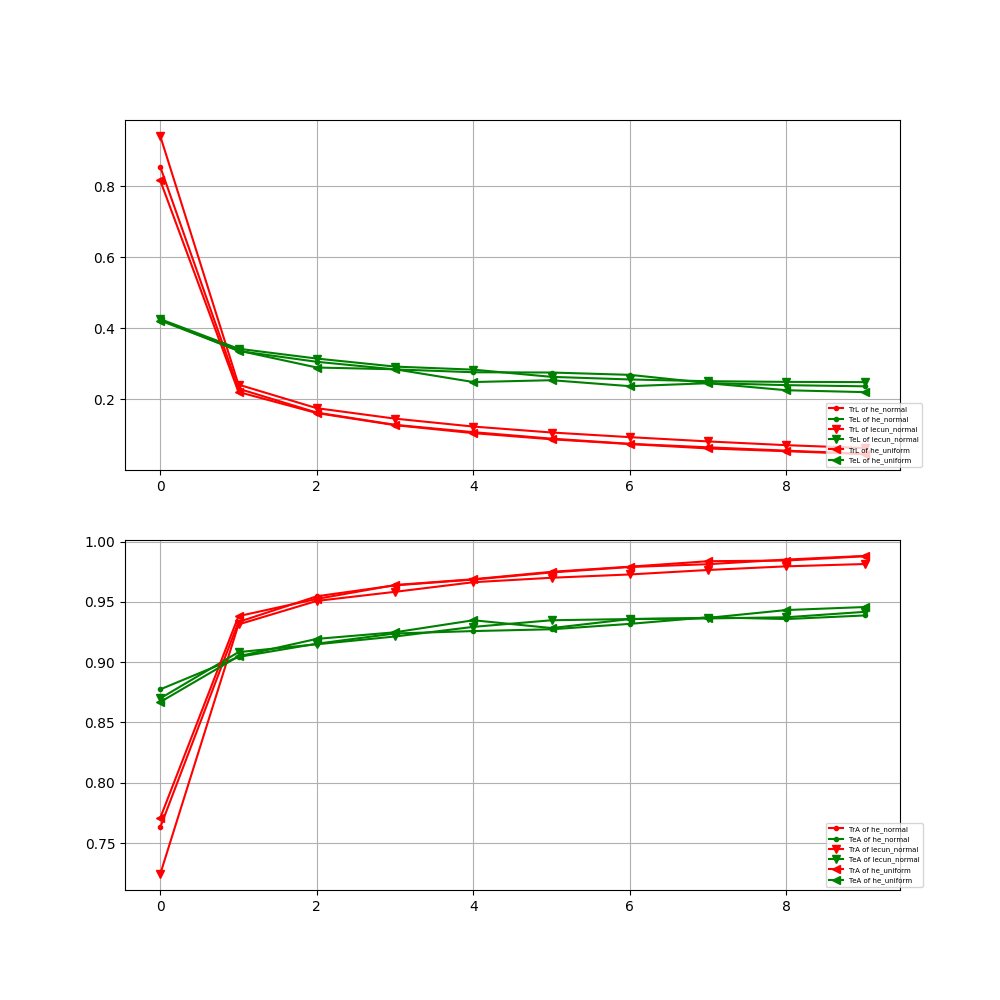 0.8
0.6
0.4
0.2
TrL of he_normal
TeL of he_normal
TrL of lecun_normal
TeL of lecun_normal
TrL of he_uniform
TeL of he_uniform
0 2 4 6 8
1.00
0.95
0.90
0.85
0.80
0.75
TrA of he_normal
TeA of he_normal
TrA of lecun_normal
TeA of lecun_normal
TrA of he_uniform
TeA of he_uniform
0 2 4 6 8